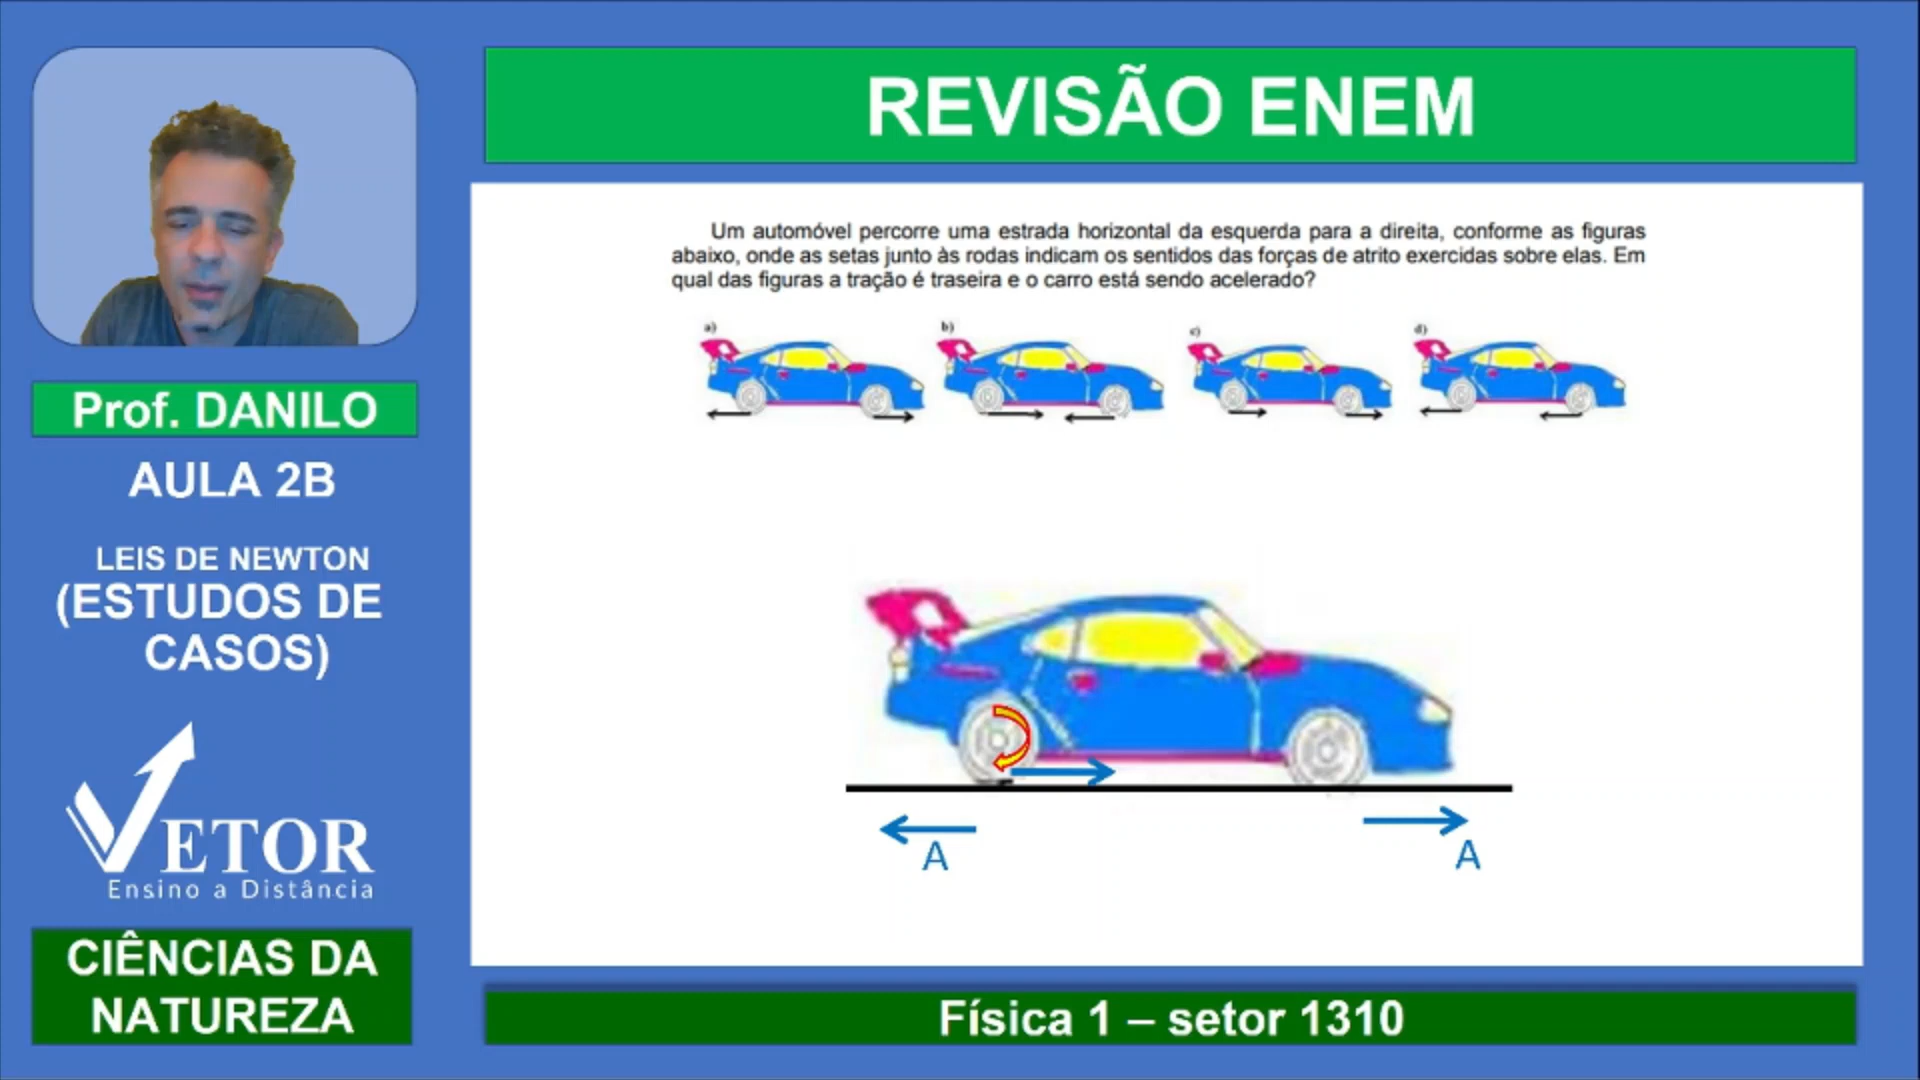 REVISÃO ENEM
Um automóvel percorre uma estrada horizontal da esquerda para a direita, conforme as figuras
abaixo, onde as setas junto às rodas indicam os sentidos das forças de atrito exercidas sobre elas. Em
qual das figuras a tração é traseira e o carro está sendo acelerado?
a)
b)
c)
d)
A
A
Prof. DANILO
AULA 2B
LEIS DE NEWTON
(ESTUDOS DE
CASOS)
VETOR
Ensino a Distância
CIÊNCIAS DA
NATUREZA
Física 1 – setor 1310